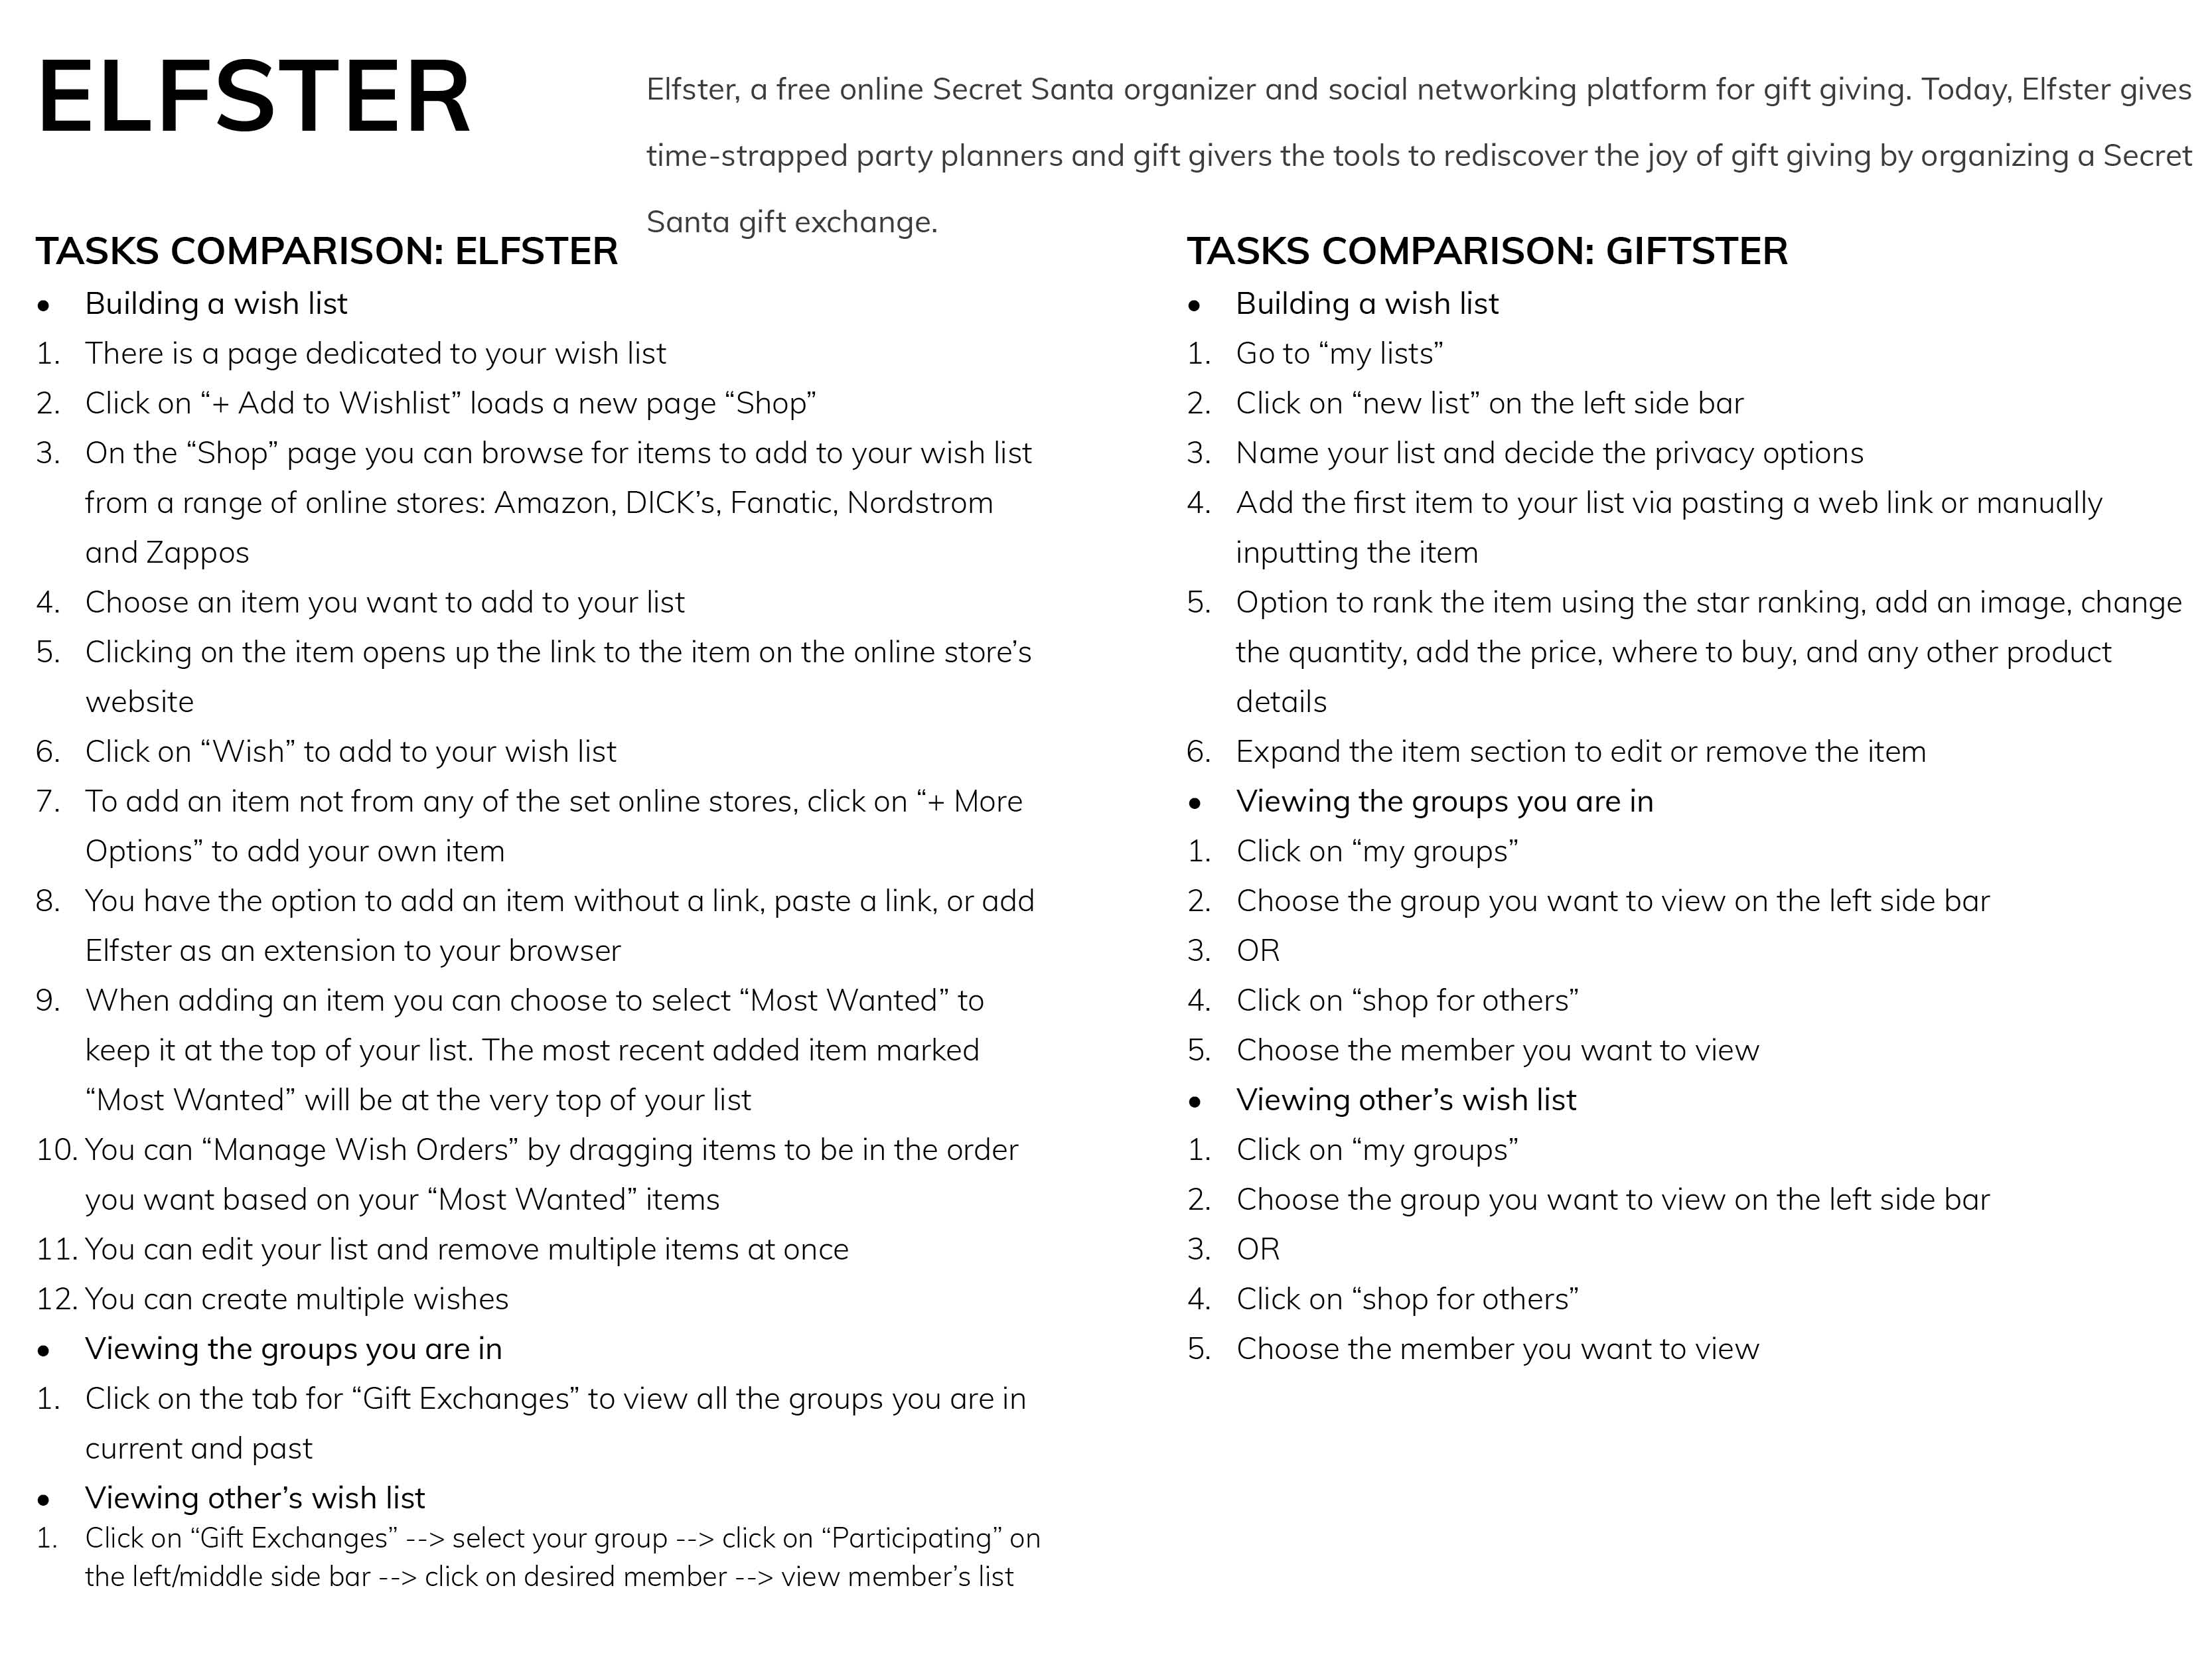 ELFSTER
Elfster, a free online Secret Santa organizer and social networking platform for gift giving. Today, Elfster gives
time-strapped party planners and gift givers the tools to rediscover the joy of gift giving by organizing a Secret
Santa gift exchange.
TASKS COMPARISON: ELFSTER
• Building a wish list
1. There is a page dedicated to your wish list
2. Click on “+ Add to Wishlist” loads a new page “Shop”
3. On the “Shop” page you can browse for items to add to your wish list
from a range of online stores: Amazon, DICK’s, Fanatic, Nordstrom
and Zappos
4. Choose an item you want to add to your list
5. Clicking on the item opens up the link to the item on the online store’s
website
6. Click on “Wish” to add to your wish list
7. To add an item not from any of the set online stores, click on “+ More
Options” to add your own item
8. You have the option to add an item without a link, paste a link, or add
Elfster as an extension to your browser
9. When adding an item you can choose to select “Most Wanted” to
keep it at the top of your list. The most recent added item marked
“Most Wanted” will be at the very top of your list
10. You can “Manage Wish Orders” by dragging items to be in the order
you want based on your “Most Wanted” items
11. You can edit your list and remove multiple items at once
12. You can create multiple wishes
• Viewing the groups you are in
1. Click on the tab for “Gift Exchanges” to view all the groups you are in
current and past
• Viewing other’s wish list
1. Click on “Gift Exchanges” --> select your group --> click on “Participating” on
the left/middle side bar --> click on desired member --> view member’s list
TASKS COMPARISON: GIFTSTER
• Building a wish list
1. Go to “my lists”
2. Click on “new list” on the left side bar
3. Name your list and decide the privacy options
4. Add the first item to your list via pasting a web link or manually
inputting the item
5. Option to rank the item using the star ranking, add an image, change
the quantity, add the price, where to buy, and any other product
details
6. Expand the item section to edit or remove the item
• Viewing the groups you are in
1. Click on “my groups”
2. Choose the group you want to view on the left side bar
3. OR
4. Click on “shop for others”
5. Choose the member you want to view
• Viewing other’s wish list
1. Click on “my groups”
2. Choose the group you want to view on the left side bar
3. OR
4. Click on “shop for others”
5. Choose the member you want to view